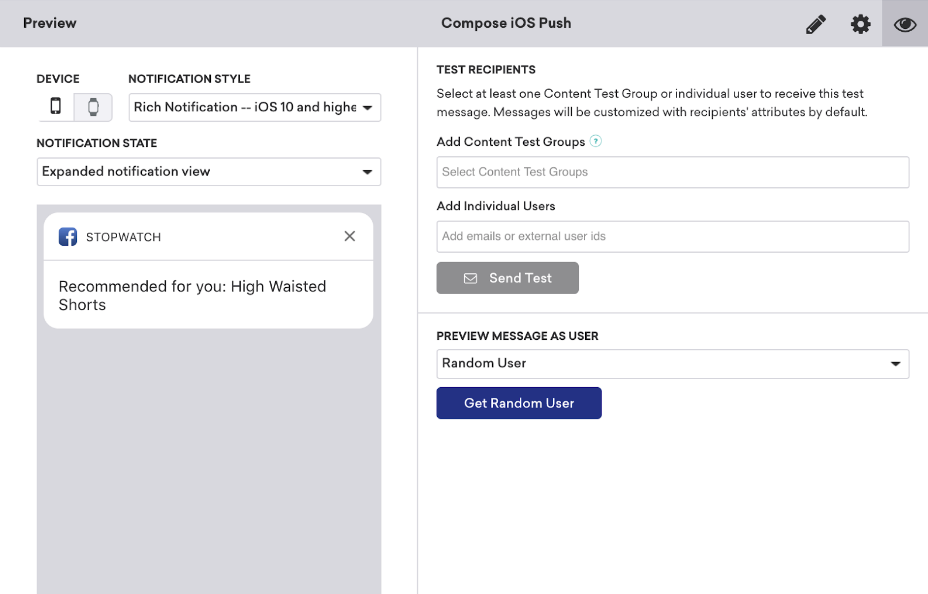 Preview
Compose iOS Push
DEVICE
NOTIFICATION STYLE
Rich Notification -- iOS 10 and highe
NOTIFICATION STATE
Expanded notification view
STOPWATCH
Recommended for you: High Waisted
Shorts
TEST RECIPIENTS
Select at least one Content Test Group or individual user to receive this test
message. Messages will be customized with recipients' attributes by default.
Add Content Test Groups ?
Select Content Test Groups
Add Individual Users
Add emails or external user ids
Send Test
PREVIEW MESSAGE AS USER
Random User
Get Random User